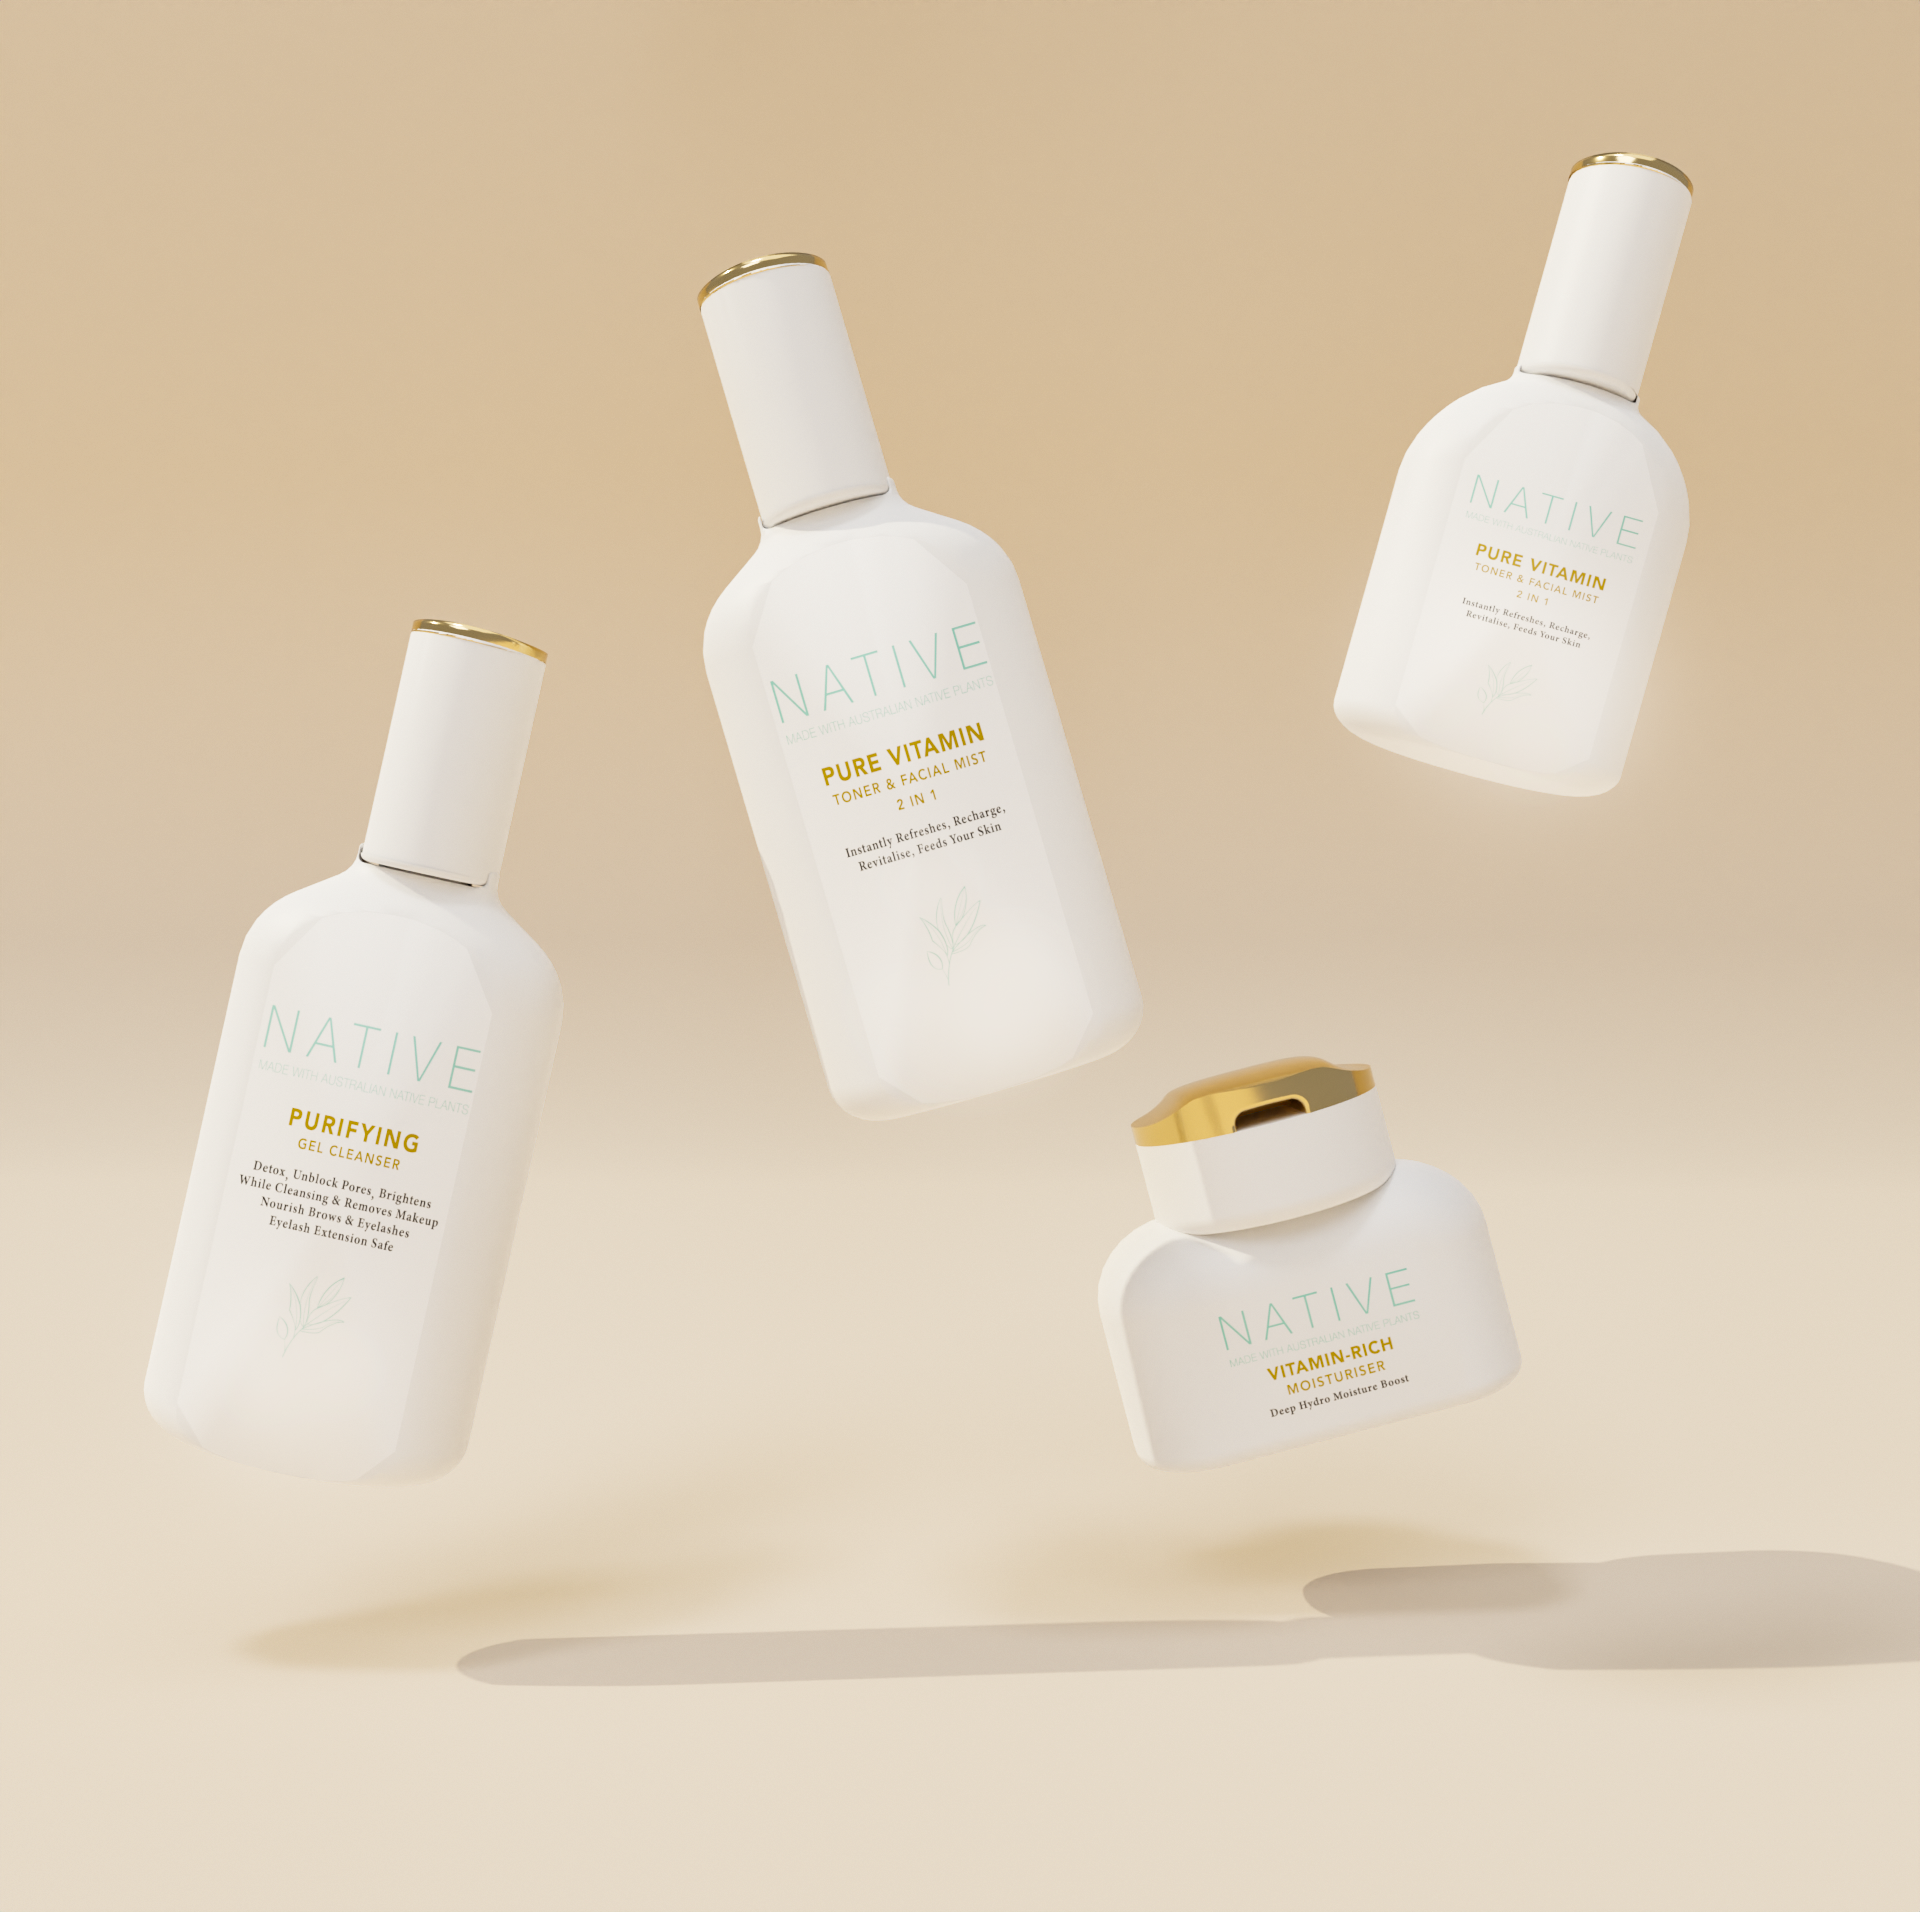 NATIVE
MADE WITH AUSTRALIAN NATIVE PLANTS
PURIFYING
GEL CLEANSER
Detox, Unblock Pores, Brightens
While Cleansing & Removes Makeup
Nourish Brows & Eyelashes
Eyelash Extension Safe
NATIVE
MADE WITH AUSTRALIAN NATIVE PLANTS
PURE VITAMIN
TONER & FACIAL MIST
2 IN 1
Instantly Refreshes, Recharge,
Revitalise, Feeds Your Skin
NATIVE
MADE WITH AUSTRALIAN NATIVE PLANTS
PURE VITAMIN
TONER & FACIAL MIST
2 IN 1
Instantly Refreshes, Recharge,
Revitalise, Feeds Your Skin
NATIVE
MADE WITH AUSTRALIAN NATIVE PLANTS
VITAMIN-RICH
MOISTURISER
Deep Hydro Moisture Boost